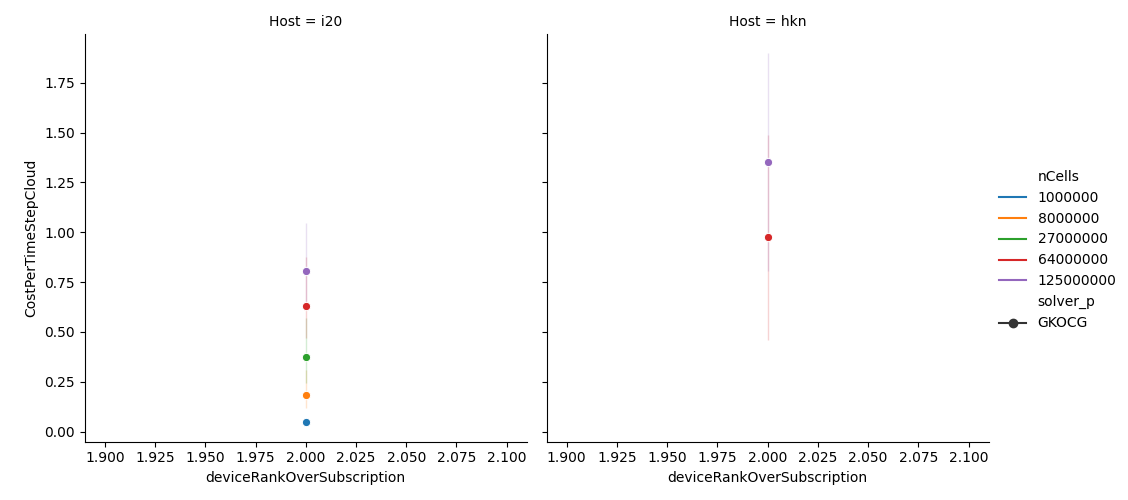 Host = i20
Host = hkn
CostPerTimeStepCloud
1.75
1.50
1.25
1.00
0.75
0.50
0.25
0.00
1.900 1.925 1.950 1.975 2.000 2.025 2.050 2.075 2.100
deviceRankOverSubscription
1.900 1.925 1.950 1.975 2.000 2.025 2.050 2.075 2.100
deviceRankOverSubscription
nCells
1000000
8000000
27000000
64000000
125000000
solver_p
GKOCG